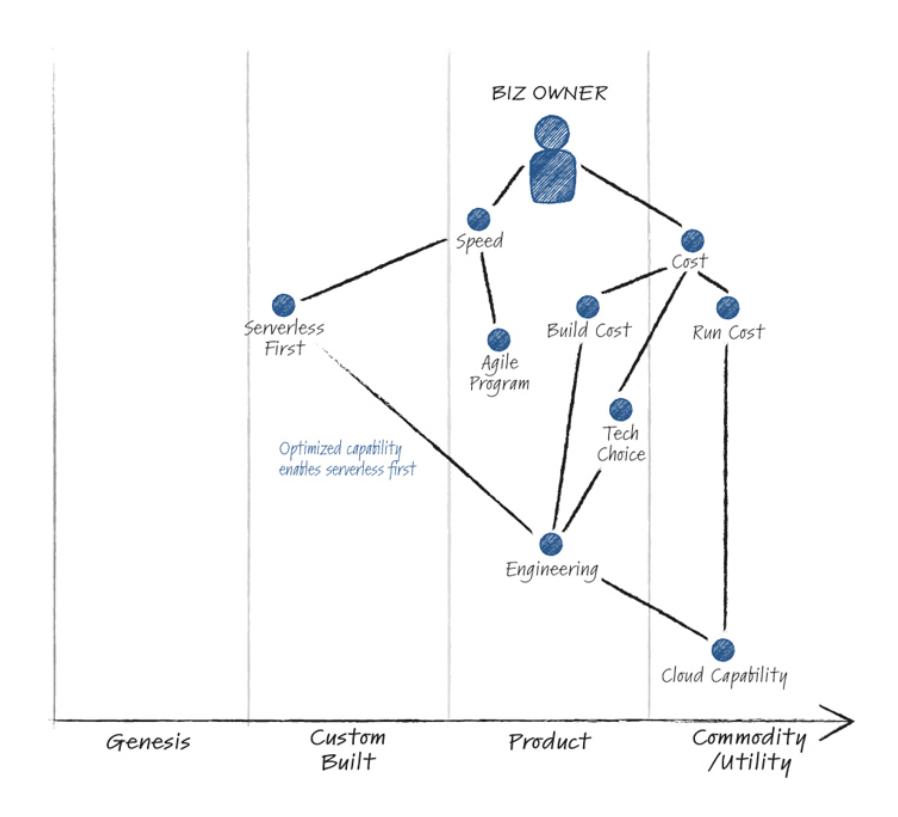 BIZ OWNER
Speed
Cost
Serverless
First
Build Cost
Run Cost
Agile
Program
Tech
Choice
Optimized capability
enables serverless first
Engineering
Cloud Capability
Genesis
Custom
Built
Product
Commodity
/Utility